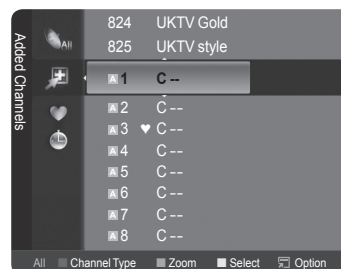 Added Channels
All
824 UKTV Gold
825 UKTV style
A 1 C --
A 2 C --
A 3 ♥ C --
A 4 C --
A 5 C --
A 6 C --
A 7 C --
A 8 C --
All Channel Type Zoom Select Option